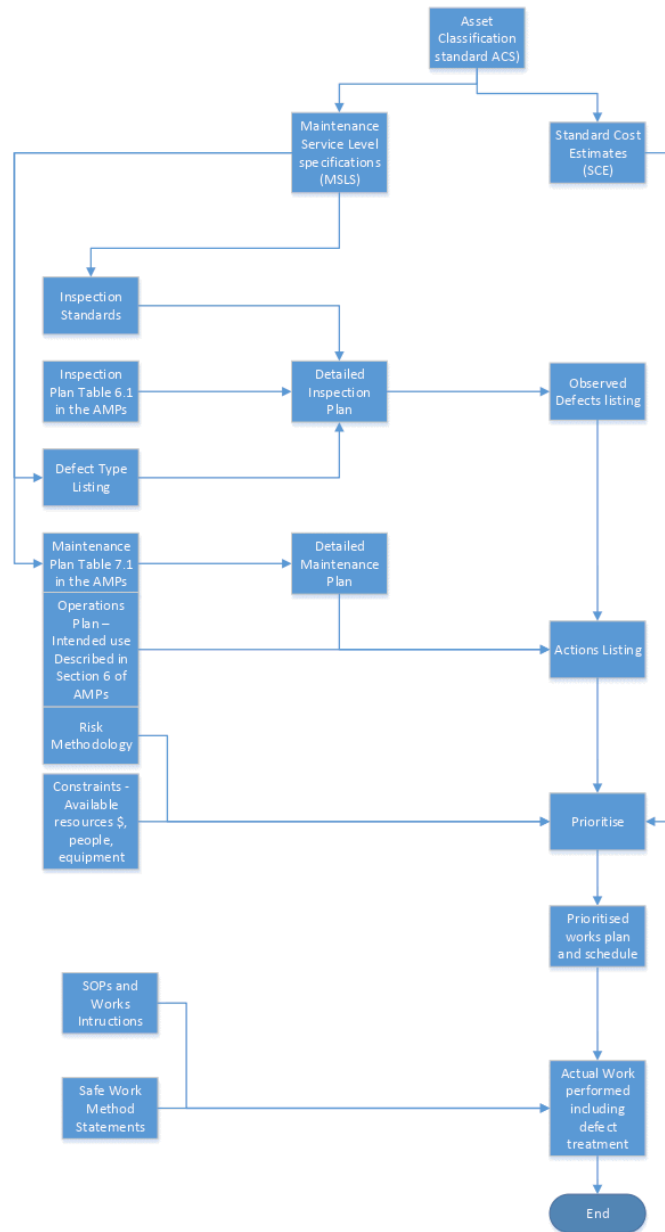 Asset
Classification
standard ACS)
Maintenance
Service Level
specifications
(MSLS)
Standard Cost
Estimates
(SCE)
Inspection
Standards
Inspection
Plan Table 6.1
in the AMPs
Detailed
Inspection
Plan
Observed
Defects listing
Defect Type
Listing
Maintenance
Plan Table 7.1
in the AMPs
Detailed
Maintenance
Plan
Operations
Plan –
Intended use
Described in
Section 6 of
AMPs
Actions Listing
Risk
Methodology
Constraints -
Available
resources $,
people,
equipment
Prioritise
Prioritised
works plan
and schedule
SOPs and
Works
Intructions
Safe Work
Method
Statements
Actual Work
performed
including
defect
treatment
End